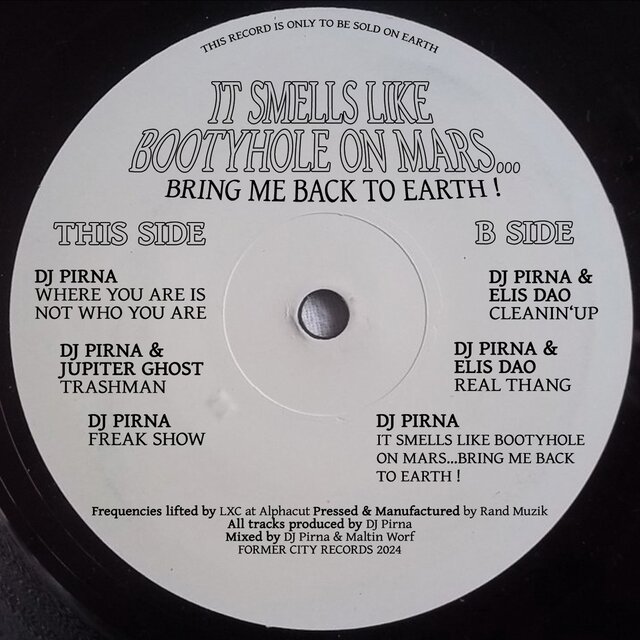 THIS RECORD IS ONLY TO BE SOLD ON EARTH
IT SMELLS LIKE
BOOTYHOLE ON MARS...
BRING ME BACK TO EARTH !
THIS SIDE
DJ PIRNA
WHERE YOU ARE IS
NOT WHO YOU ARE
DJ PIRNA &
JUPITER GHOST
TRASHMAN
DJ PIRNA
FREAK SHOW
B SIDE
DJ PIRNA &
ELIS DAO
CLEANIN'UP
DJ PIRNA &
ELIS DAO
REAL THANG
DJ PIRNA
IT SMELLS LIKE BOOTYHOLE
ON MARS...BRING ME BACK
TO EARTH !
Frequencies lifted by LXC at Alphacut Pressed & Manufactured by Rand Muzik
All tracks produced by DJ Pirna
Mixed by DJ Pirna & Maltin Worf
FORMER CITY RECORDS 2024